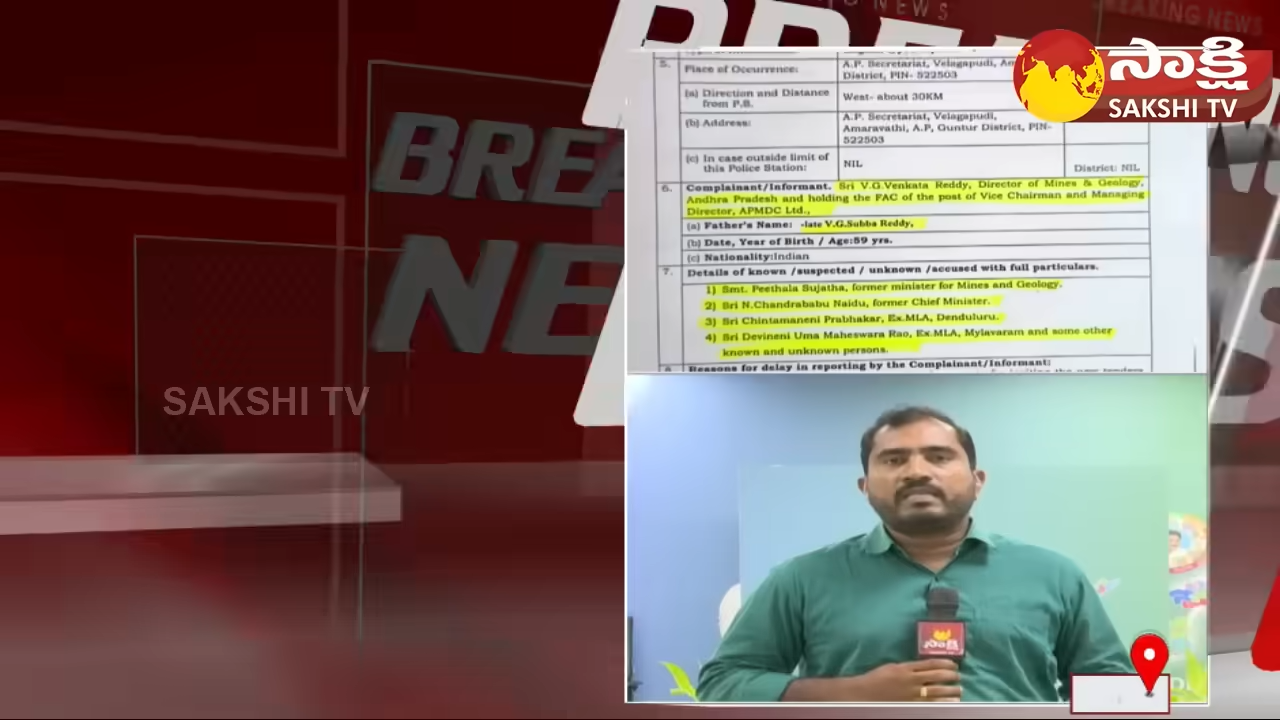 BREAKING NEWS
సాక్షి
SAKSHI TV
5. Place of Occurrence: A.P. Secretariat, Velagapudi,
District, PIN- 522503
(a) Direction and Distance from P.S. West- about 30KM
(b) Address: A.P. Secretariat, Velagapudi,
Amaravathi, A.P, Guntur District, PIN-
522503
(c) In case outside limit of this Police Station: NIL District: NIL
6. Complainant/Informant. Sri V.G.Venkata Reddy, Director of Mines & Geology,
Andhra Pradesh and holding the FAC of the post of Vice Chairman and Managing
Director, APMDC Ltd.,
(a) Father's Name: -late V.G.Subba Reddy,
(b) Date, Year of Birth / Age:59 yrs.
(c) Nationality:Indian
7. Details of known /suspected / unknown /accused with full particulars.
1) Smt. Peethala Sujatha, former minister for Mines and Geology.
2) Sri N.Chandrababu Naidu, former Chief Minister.
3) Sri Chintamaneni Prabhakar, Ex.MLA, Denduluru.
4) Sri Devineni Uma Maheswara Rao, Ex.MLA, Mylavaram and some other
known and unknown persons.
8. Reasons for delay in reporting by the Complainant/Informant:
SAKSHI TV
సాక్షి